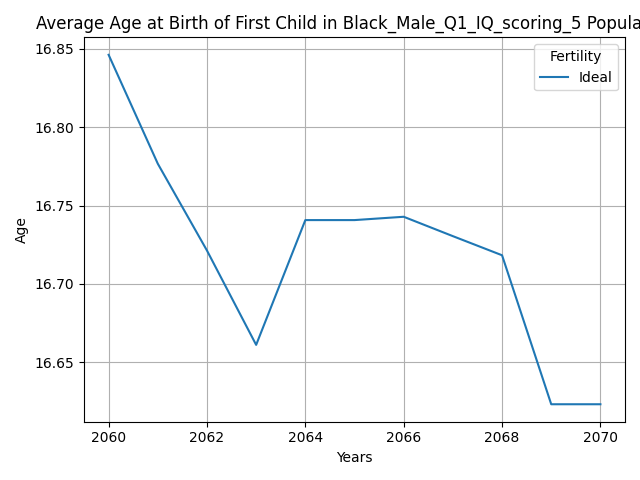 Average Age at Birth of First Child in Black_Male_Q1_IQ_scoring_5 Popula
16.85
16.80
16.75
16.70
16.65
Age
Fertility
Ideal
2060 2062 2064 2066 2068 2070
Years